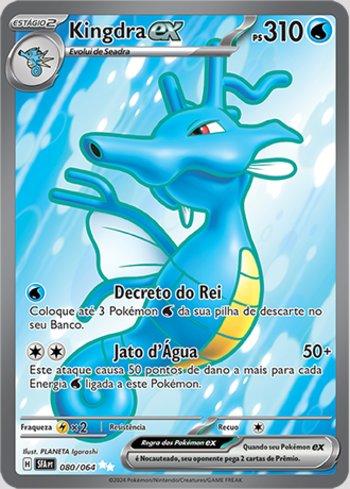 ESTÁGIO 2
Kingdra ex
PS 310
Evolui de Seadra
Decreto do Rei
Coloque até 3 Pokémon da sua pilha de descarte no
seu Banco.
Jato d'Água 50+
Este ataque causa 50 pontos de dano a mais para cada
Energia ligada a este Pokémon.
Fraqueza ×2 Resistência Recuo
Regra dos Pokémon ex
Quando seu Pokémon ex
é Nocauteado, seu oponente pega 2 cartas de Prêmio.
Ilust. PLANETA Igarashi
H SFA PT 080/064
©2024 Pokémon/Nintendo/Creatures/GAME FREAK